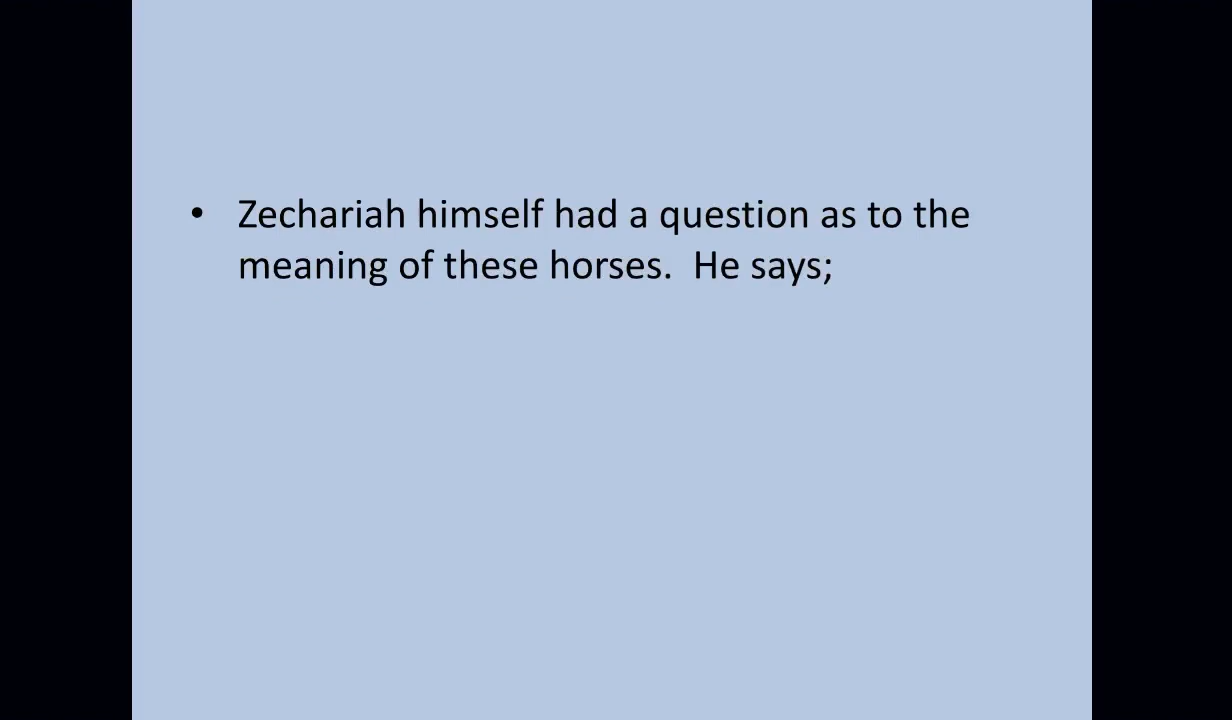 • Zechariah himself had a question as to the
meaning of these horses.  He says;